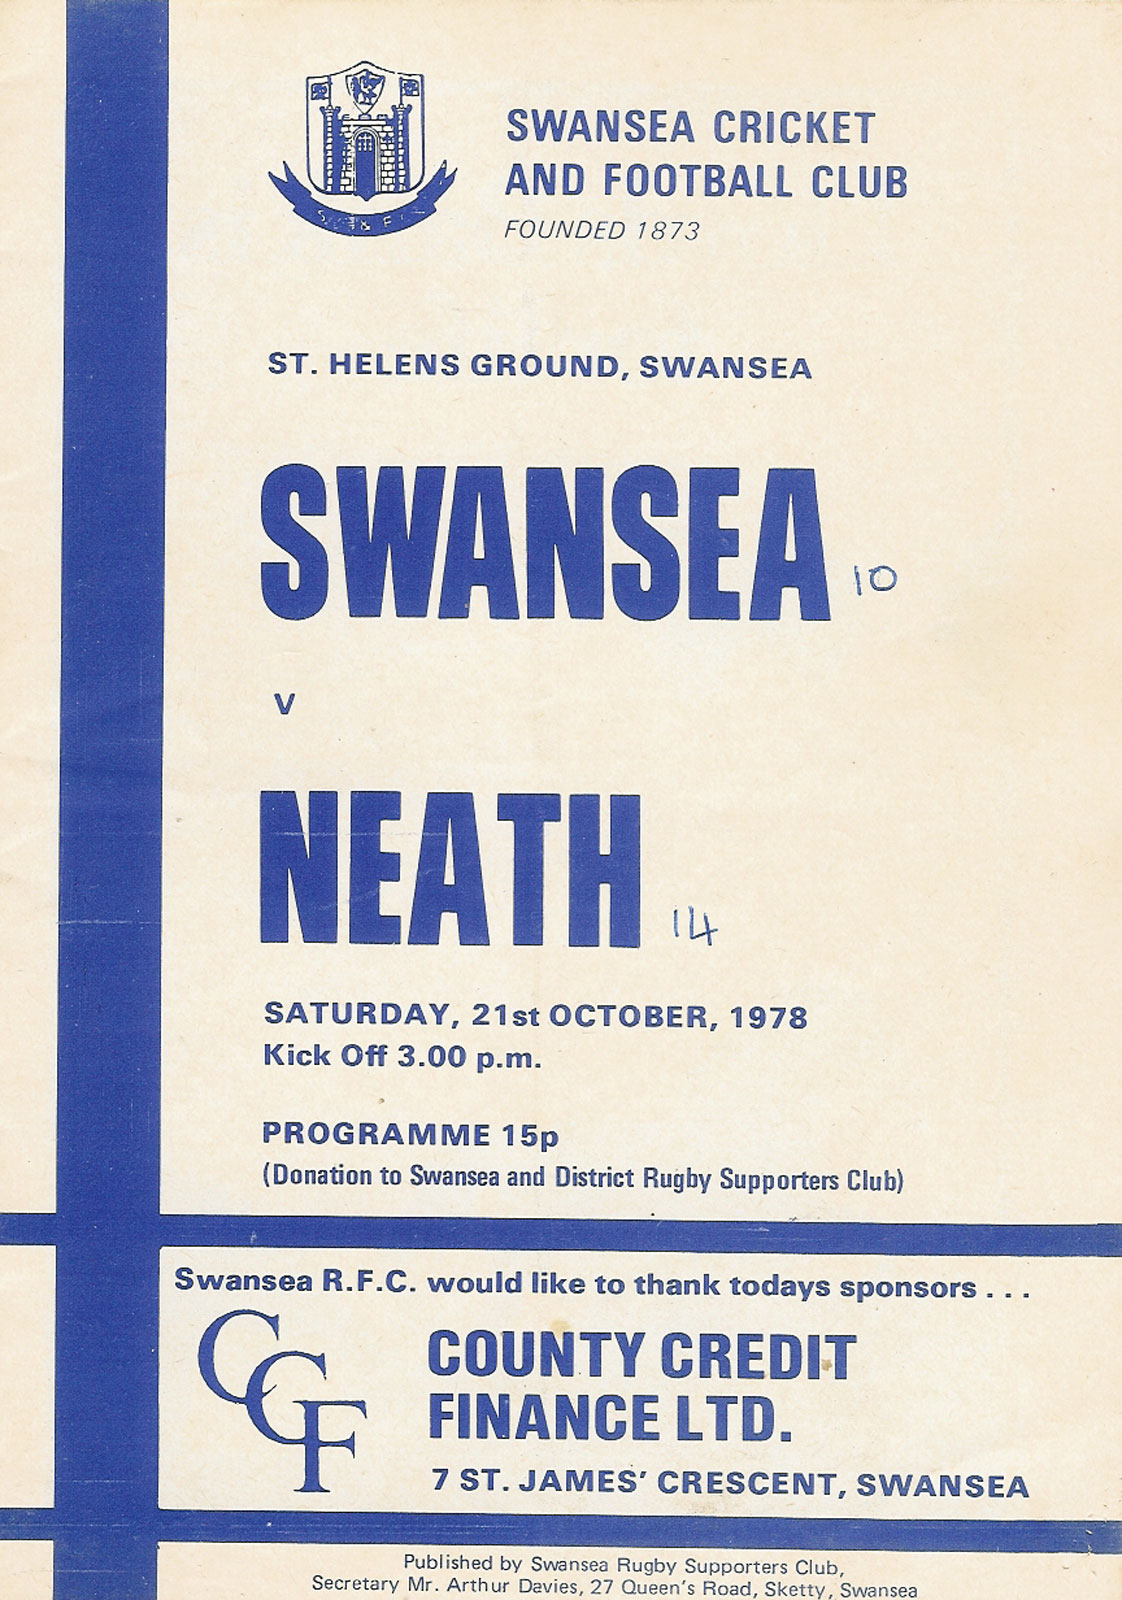 SWANSEA CRICKET
AND FOOTBALL CLUB
FOUNDED 1873
ST. HELENS GROUND, SWANSEA
SWANSEA 10
v
NEATH 14
SATURDAY, 21st OCTOBER, 1978
Kick Off 3.00 p.m.
PROGRAMME 15p
(Donation to Swansea and District Rugby Supporters Club)
Swansea R.F.C. would like to thank todays sponsors . . .
CCF
COUNTY CREDIT
FINANCE LTD.
7 ST. JAMES' CRESCENT, SWANSEA
Published by Swansea Rugby Supporters Club,
Secretary Mr. Arthur Davies, 27 Queen's Road, Sketty, Swansea